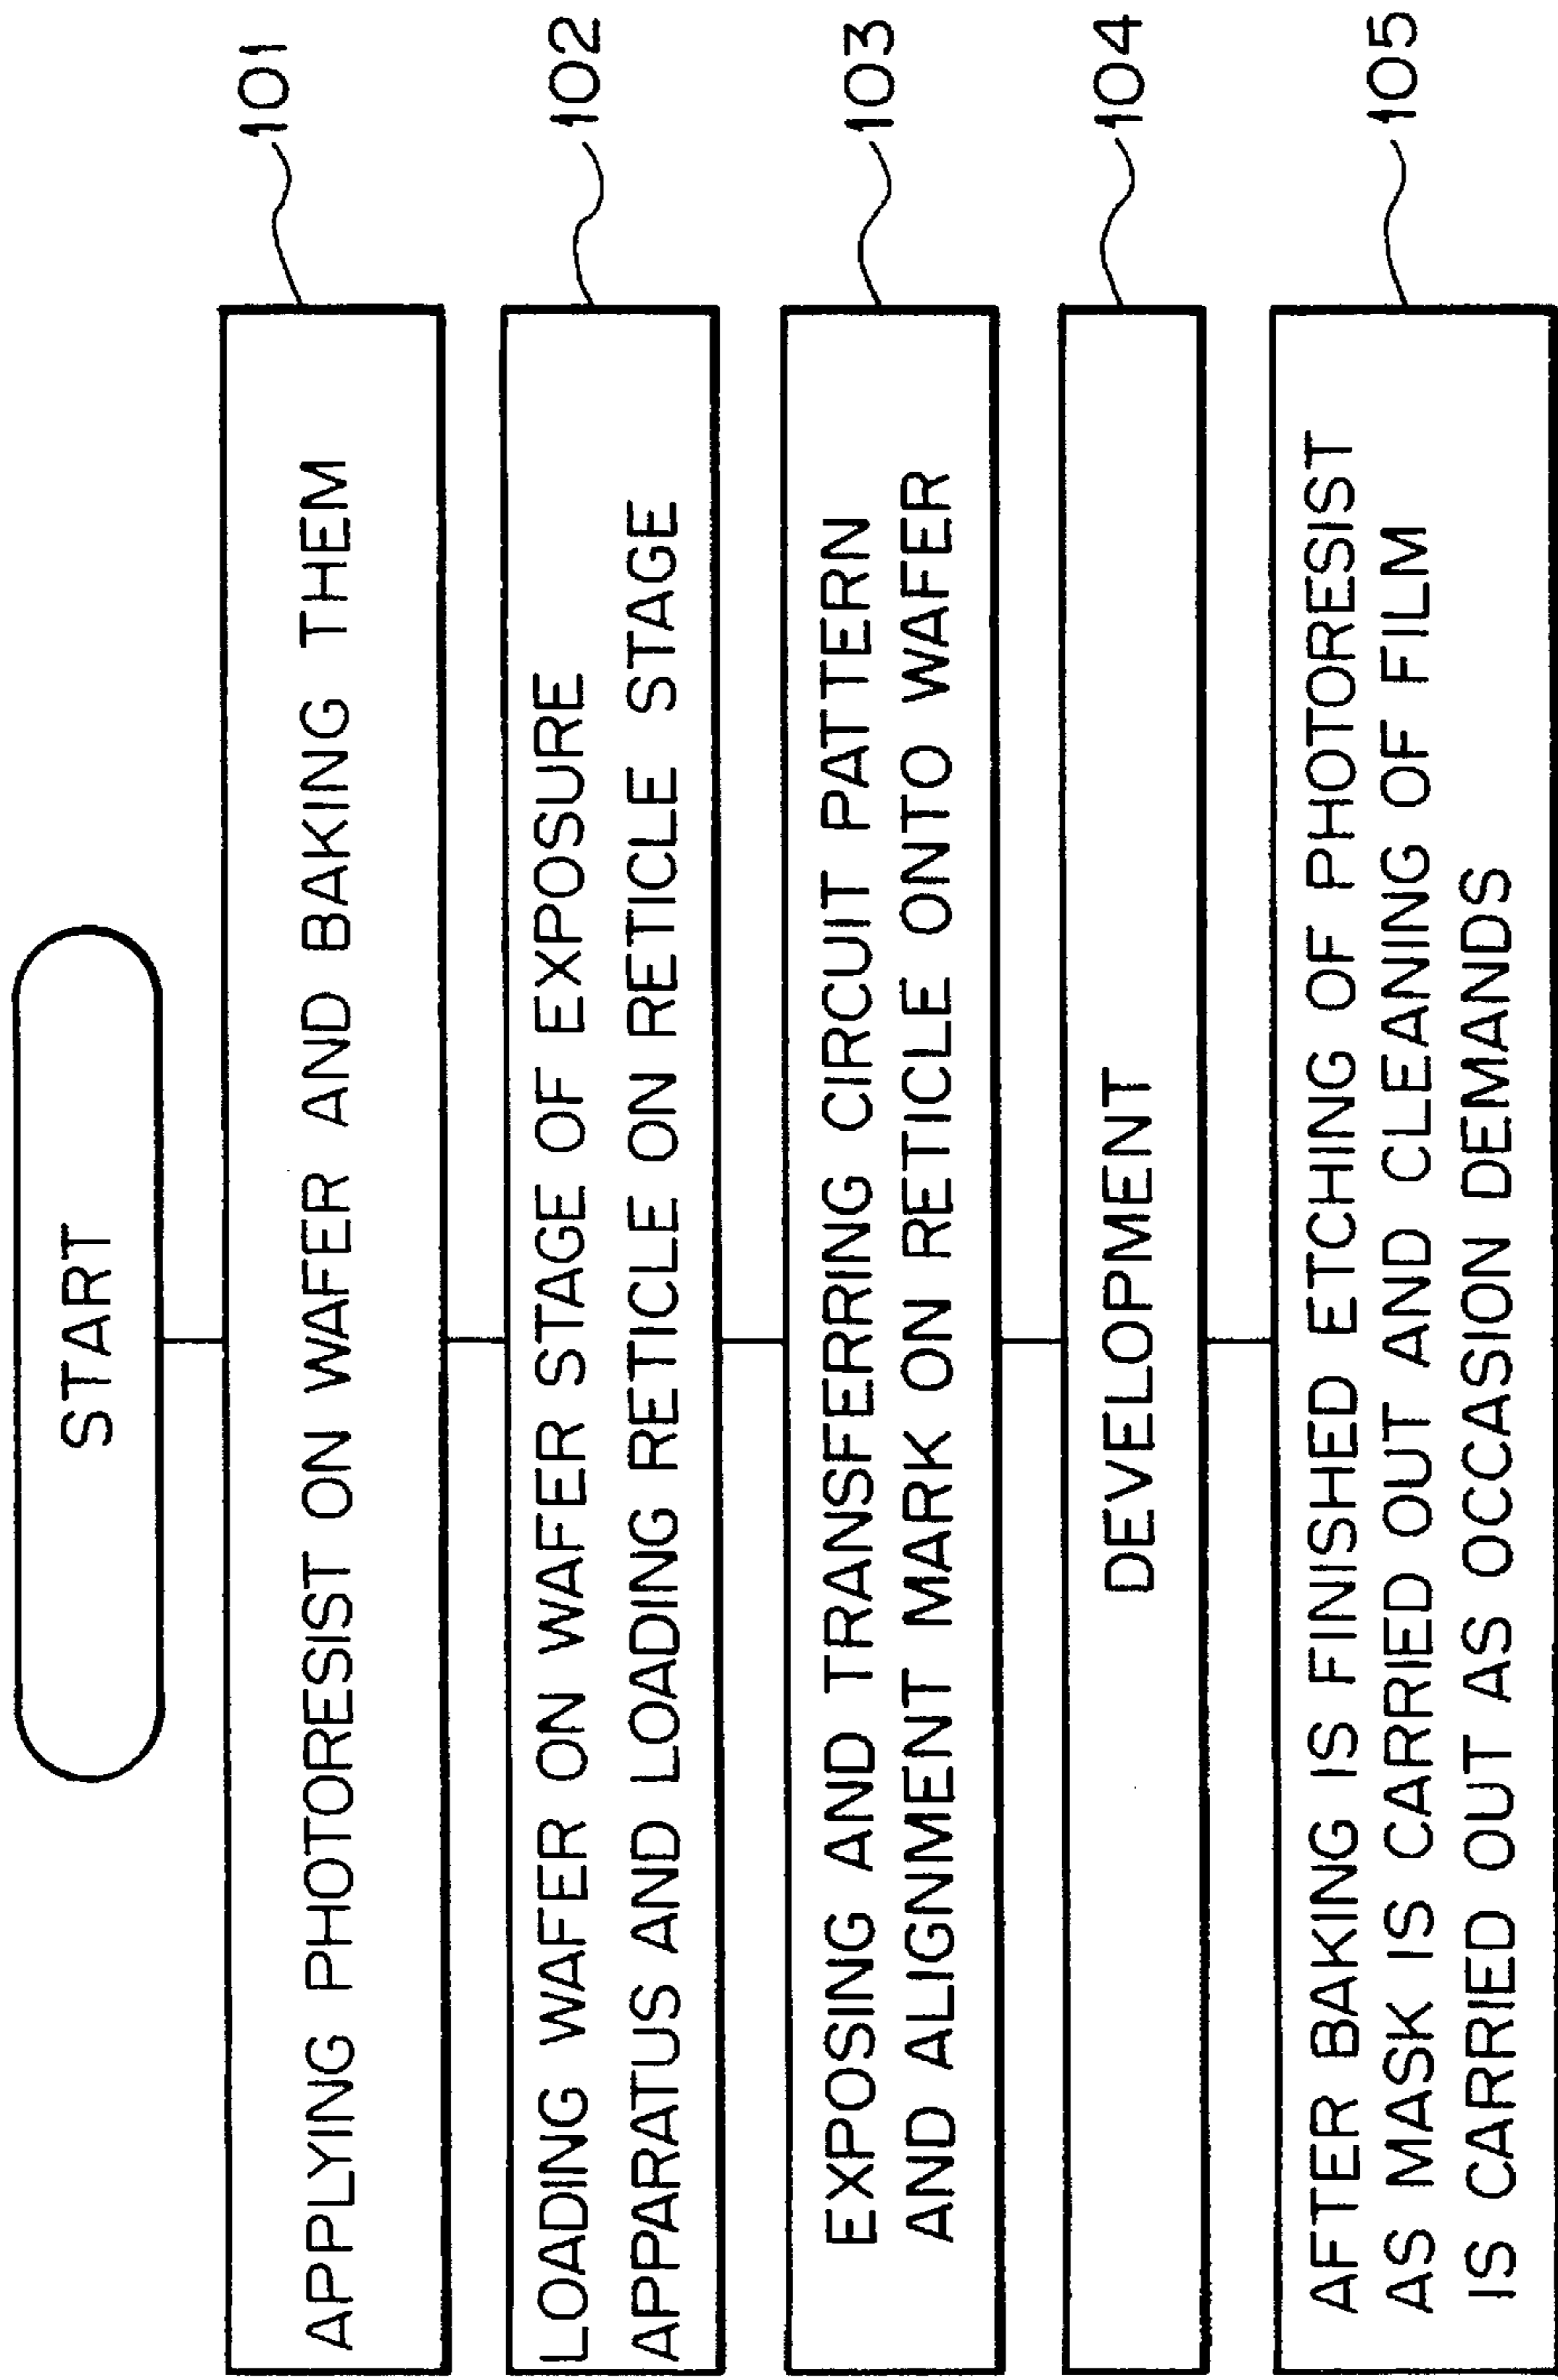 START
101
APPLYING PHOTORESIST ON WAFER AND BAKING THEM
102
LOADING WAFER ON WAFER STAGE OF EXPOSURE
APPARATUS AND LOADING RETICLE ON RETICLE STAGE
103
EXPOSING AND TRANSFERRING CIRCUIT PATTERN
AND ALIGNMENT MARK ON RETICLE ONTO WAFER
104
DEVELOPMENT
105
AFTER BAKING IS FINISHED ETCHING OF PHOTORESIST
AS MASK IS CARRIED OUT AND CLEANING OF FILM
IS CARRIED OUT AS OCCASION DEMANDS